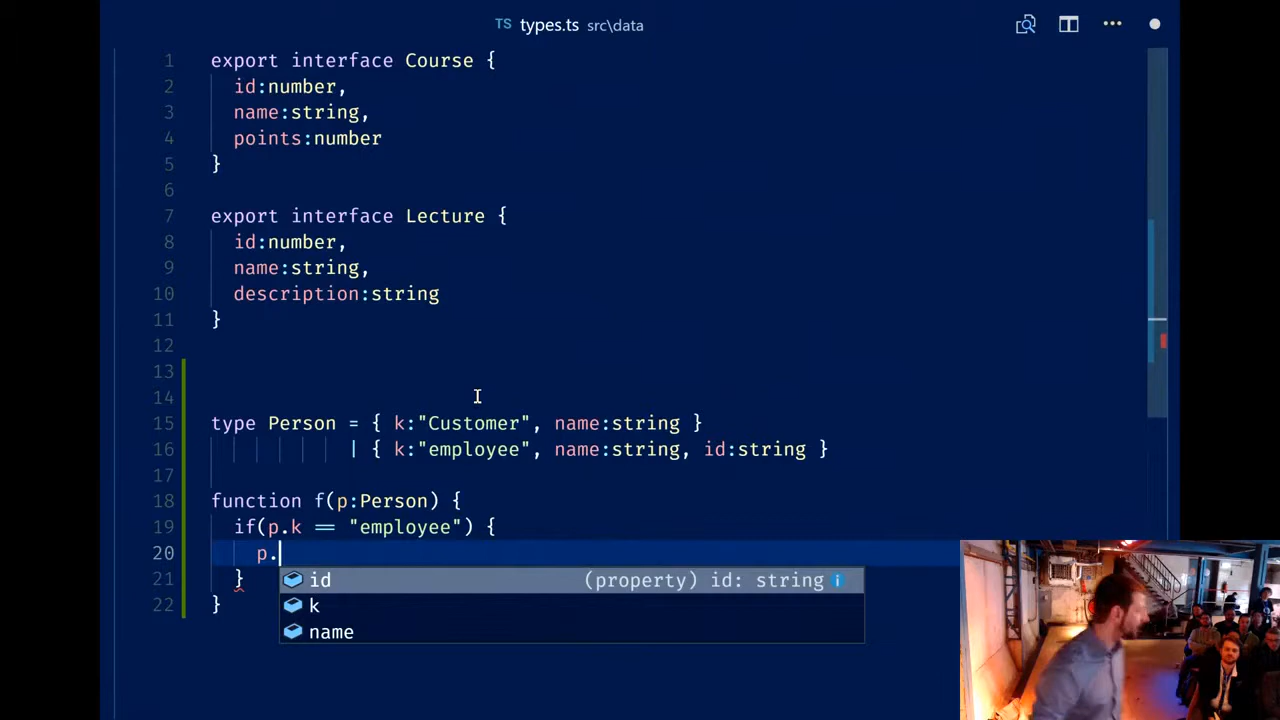 TS types.ts src\data
1 export interface Course {
2 id:number,
3 name:string,
4 points:number
5 }
6
7 export interface Lecture {
8 id:number,
9 name:string,
10 description:string
11 }
12
13
14
15 type Person = { k:"Customer", name:string }
16 | { k:"employee", name:string, id:string }
17
18 function f(p:Person) {
19 if(p.k == "employee") {
20 p.
id (property) id: string
21 }
k
22 }
name